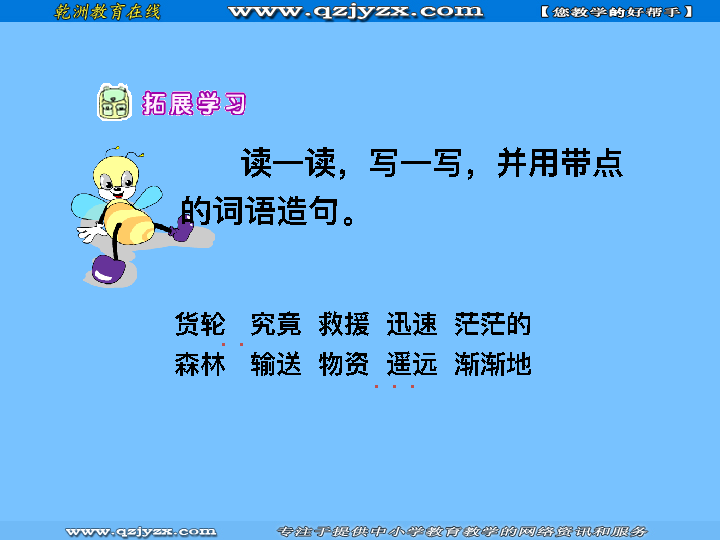 乾洲教育在线 www.qzjyzx.com 【您教学的好帮手】
拓展学习
读一读，写一写，并用带点
的词语造句。
货轮 究竟 救援 迅速 茫茫的
森林 输送 物资 遥远 渐渐地
www.qzjyzx.com 专注于提供中小学教育教学的网络资讯和服务